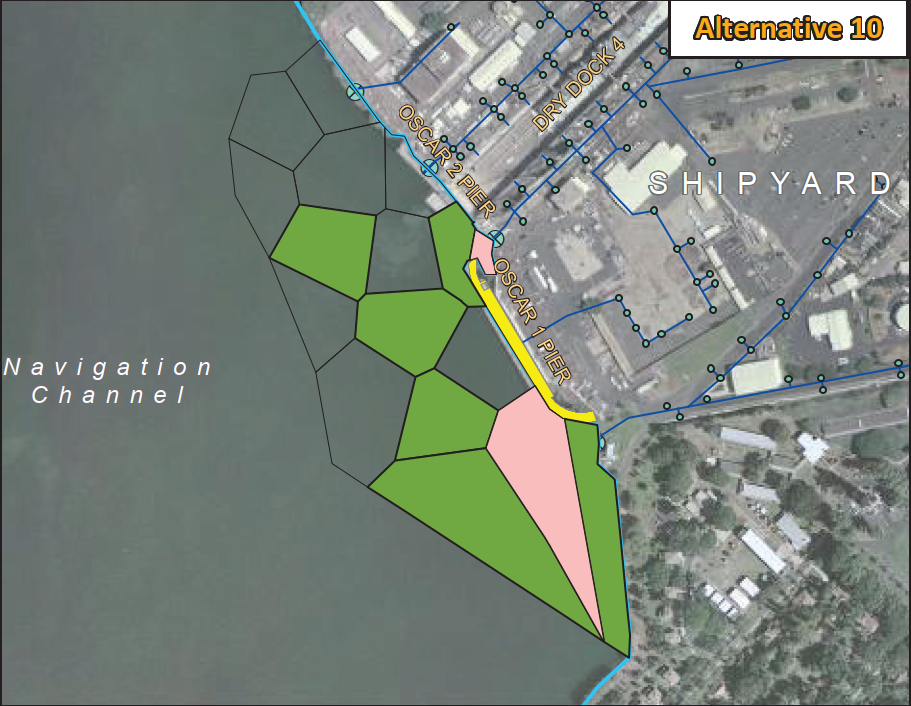 Alternative 10
DRY DOCK 4
OSCAR 2 PIER
SHIPYARD
OSCAR 1 PIER
Navigation
Channel